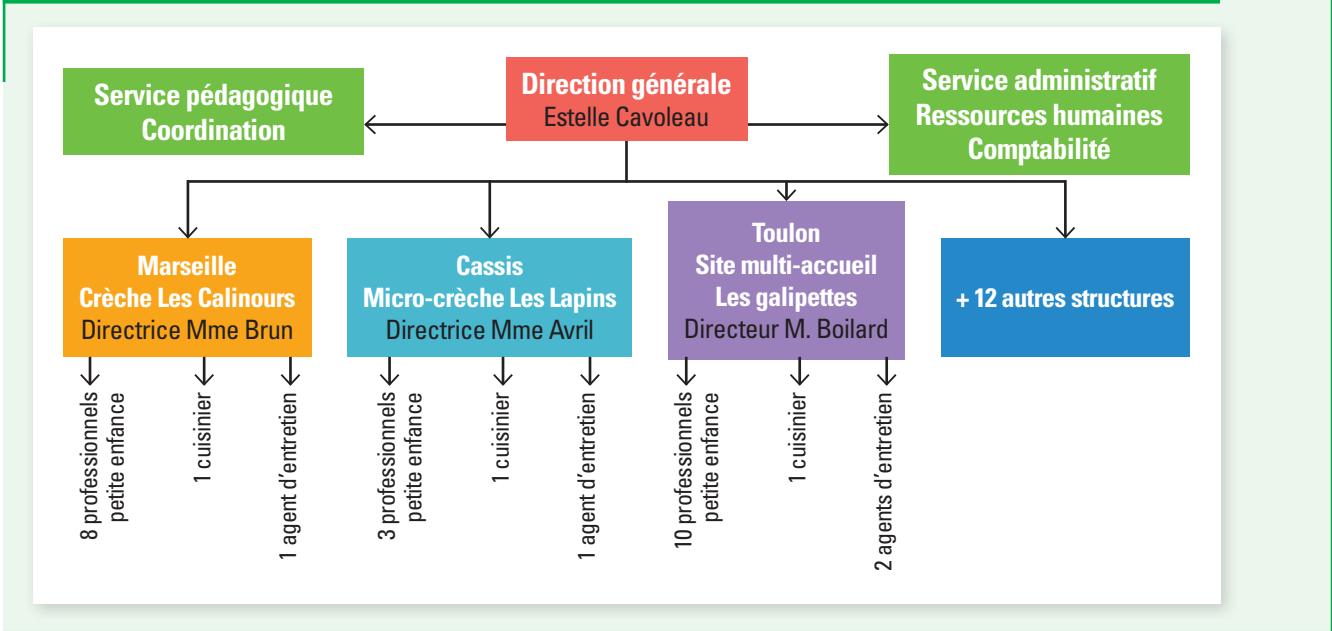 Service pédagogique
Coordination
Direction générale
Estelle Cavoleau
Service administratif
Ressources humaines
Comptabilité
Marseille
Crèche Les Calinours
Directrice Mme Brun
Cassis
Micro-crèche Les Lapins
Directrice Mme Avril
Toulon
Site multi-accueil
Les galipettes
Directeur M. Boilard
+ 12 autres structures
8 professionnels
petite enfance
1 cuisinier
1 agent d'entretien
3 professionnels
petite enfance
1 cuisinier
1 agent d'entretien
10 professionnels
petite enfance
1 cuisinier
2 agents d'entretien